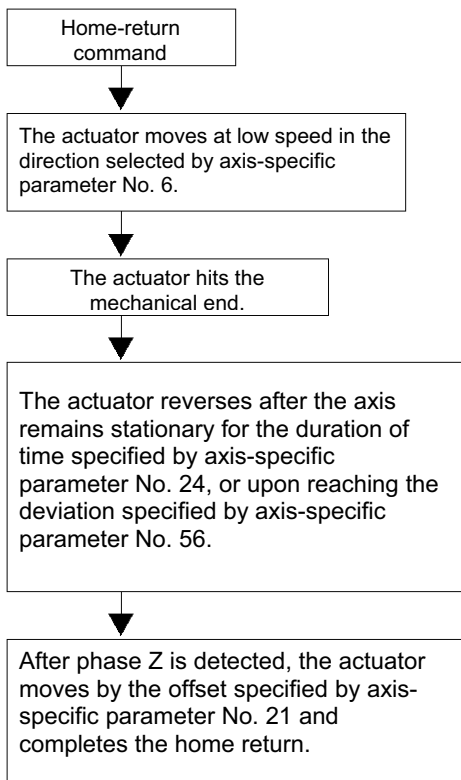 Home-return
command
The actuator moves at low speed in the
direction selected by axis-specific
parameter No. 6.
The actuator hits the
mechanical end.
The actuator reverses after the axis
remains stationary for the duration of
time specified by axis-specific
parameter No. 24, or upon reaching the
deviation specified by axis-specific
parameter No. 56.
After phase Z is detected, the actuator
moves by the offset specified by axis-
specific parameter No. 21 and
completes the home return.